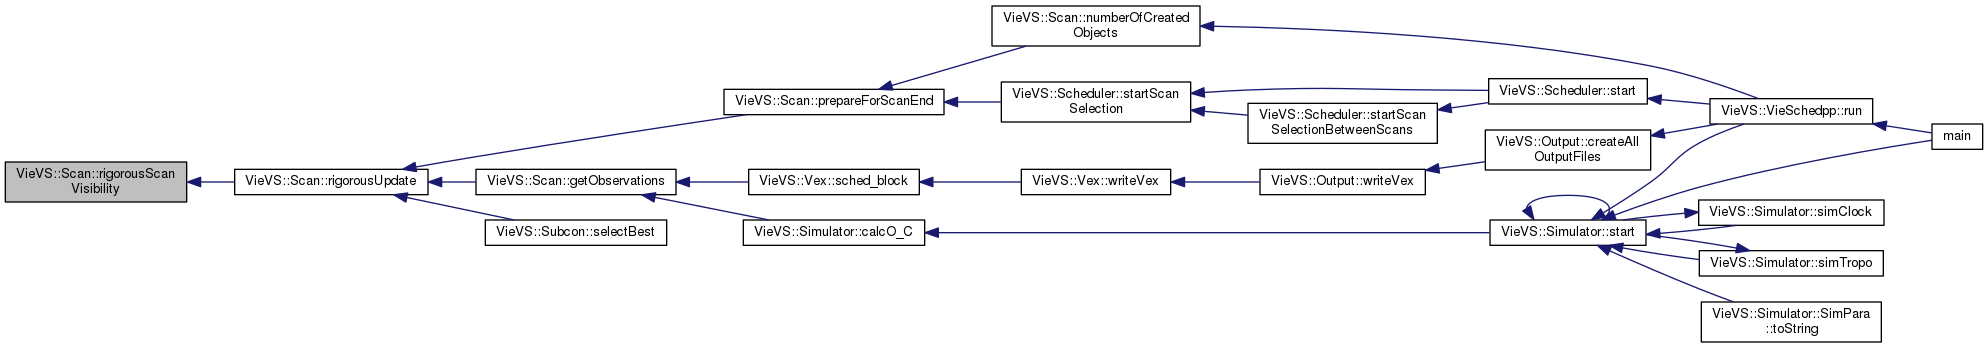 VieVS::Scan::rigorousScan
Visibility
VieVS::Scan::rigorousUpdate
VieVS::Scan::prepareForScanEnd
VieVS::Scan::numberOfCreated
Objects
VieVS::Scheduler::startScan
Selection
VieVS::Scheduler::startScan
SelectionBetweenScans
VieVS::Scheduler::start
VieVS::VieSchedpp::run
main
VieVS::Scan::getObservations
VieVS::Vex::sched_block
VieVS::Vex::writeVex
VieVS::Output::writeVex
VieVS::Output::createAll
OutputFiles
VieVS::Subcon::selectBest
VieVS::Simulator::calcO_C
VieVS::Simulator::start
VieVS::Simulator::simClock
VieVS::Simulator::simTropo
VieVS::Simulator::SimPara
::toString